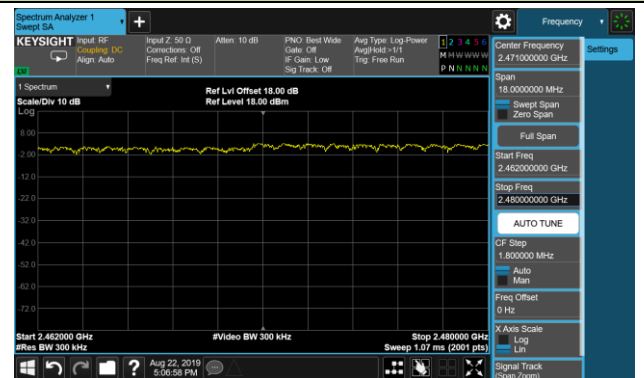 Spectrum Analyzer 1
Swept SA
Frequency
KEYSIGHT
Input: RF
Coupling: DC
Align: Auto
Input Z: 50 Ω
Corrections: Off
Freq Ref: Int (S)
Atten: 10 dB
PNO: Best Wide
Gate: Off
IF Gain: Low
Sig Track: Off
Avg Type: Log-Power
Avg|Hold:>1/1
Trig: Free Run
1 2 3 4 5 6
M W W W W W
P N N N N N
Center Frequency
2.471000000 GHz
Settings
Span
18.0000000 MHz
Swept Span
Zero Span
Full Span
Start Freq
2.462000000 GHz
Stop Freq
2.480000000 GHz
AUTO TUNE
CF Step
1.800000 MHz
Auto
Man
Freq Offset
0 Hz
X Axis Scale
Log
Lin
Signal Track
(Span Zoom)
1 Spectrum
Scale/Div 10 dB
Log
Ref Lvl Offset 18.00 dB
Ref Level 18.00 dBm
8.00
-2.00
-12.0
-22.0
-32.0
-42.0
-52.0
-62.0
-72.0
Start 2.462000 GHz
#Res BW 300 kHz
#Video BW 300 kHz
Stop 2.480000 GHz
Sweep 1.07 ms (2001 pts)
?
Aug 22, 2019
5:06:58 PM